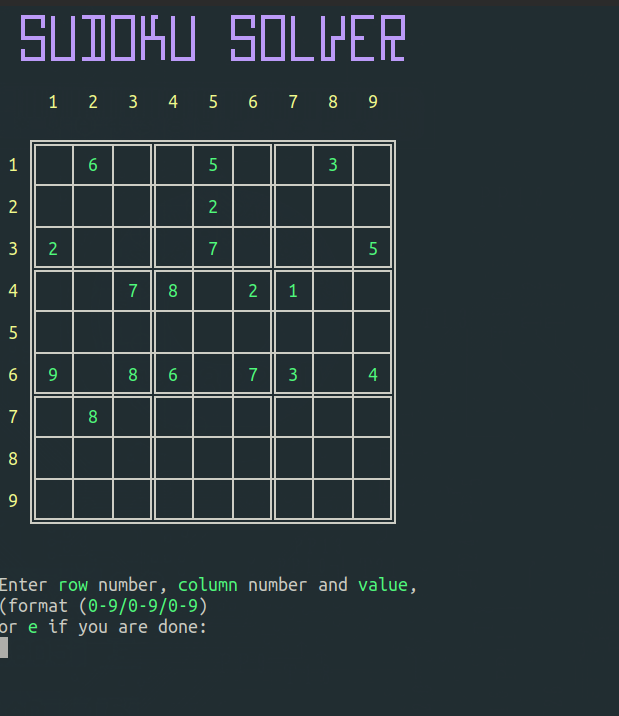 SUDOKU SOLVER
1 2 3 4 5 6 7 8 9
1 6 5 3
2 2
3 2 7 5
4 7 8 2 1
5
6 9 8 6 7 3 4
7 8
8
9
Enter row number, column number and value,
(format (0-9/0-9/0-9)
or e if you are done: